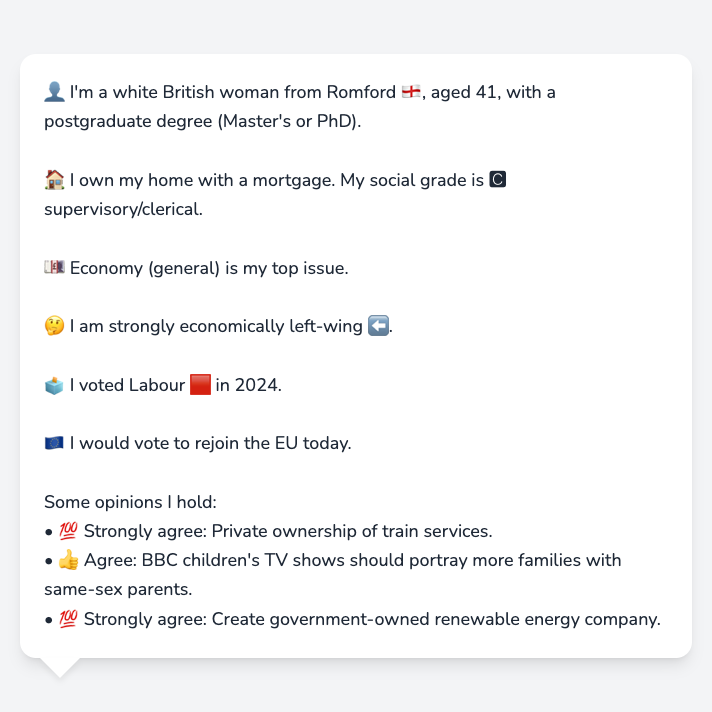 👤 I'm a white British woman from Romford 🏴󠁧󠁢󠁥󠁮󠁧󠁿, aged 41, with a
postgraduate degree (Master's or PhD).
🏠 I own my home with a mortgage. My social grade is 🅲
supervisory/clerical.
💷 Economy (general) is my top issue.
🤔 I am strongly economically left-wing ⬅️.
🗳️ I voted Labour 🟥 in 2024.
🇪🇺 I would vote to rejoin the EU today.
Some opinions I hold:
• 💯 Strongly agree: Private ownership of train services.
• 👍 Agree: BBC children's TV shows should portray more families with
same-sex parents.
• 💯 Strongly agree: Create government-owned renewable energy company.